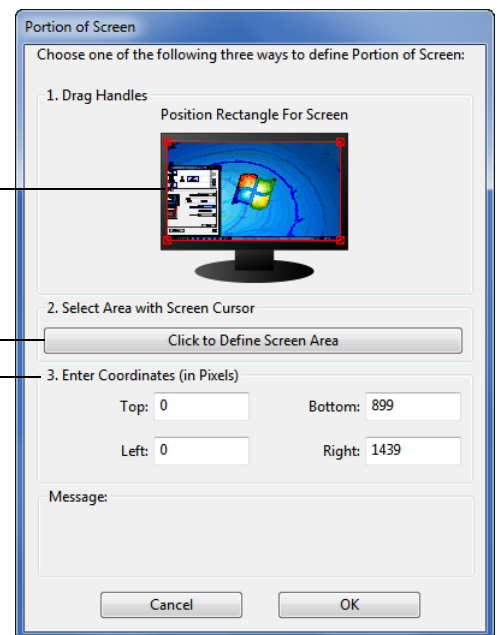 Portion of Screen
Choose one of the following three ways to define Portion of Screen:
1. Drag Handles
Position Rectangle For Screen
2. Select Area with Screen Cursor
Click to Define Screen Area
3. Enter Coordinates (in Pixels)
Top: 0 Bottom: 899
Left: 0 Right: 1439
Message:
Cancel OK